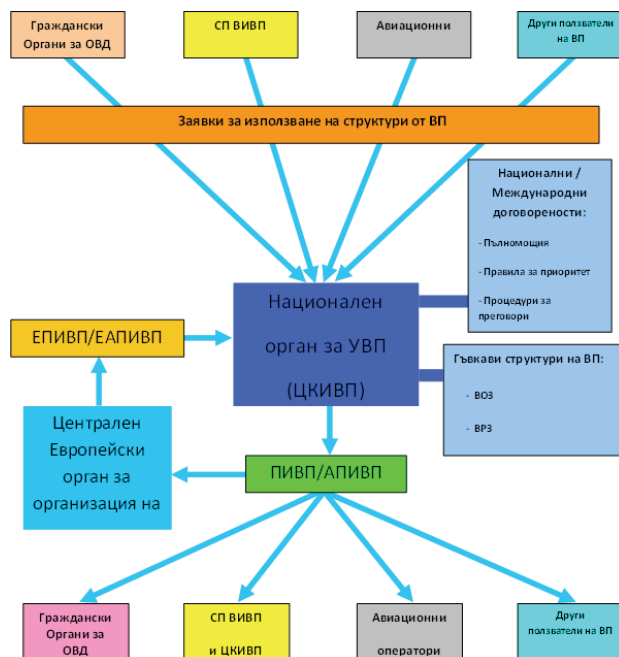 Граждански
Органи за ОВД
СП ВИВП
Авиационни
Други ползватели
на ВП
Заявки за използване на структури от ВП
Национални /
Международни
договорености:
- Пълномощия
- Правила за приоритет
- Процедури за
преговори
Национален
орган за УВП
(ЦКИВП)
ЕПИВП/ЕАПИВП
Гъвкави структури на ВП:
- ВОЗ
- ВРЗ
Централен
Европейски
орган за
организация на
ПИВП/АПИВП
Граждански
Органи за
ОВД
СП ВИВП
и ЦКИВП
Авиационни
оператори
Други
ползватели на ВП